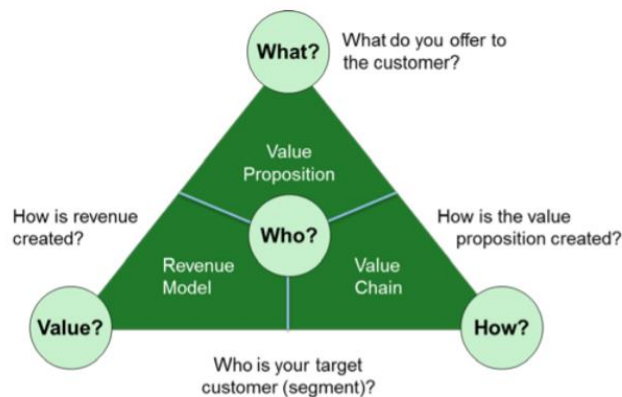 What?
What do you offer to
the customer?
Value
Proposition
How is revenue
created?
Who?
How is the value
proposition created?
Revenue
Model
Value
Chain
Value?
How?
Who is your target
customer (segment)?